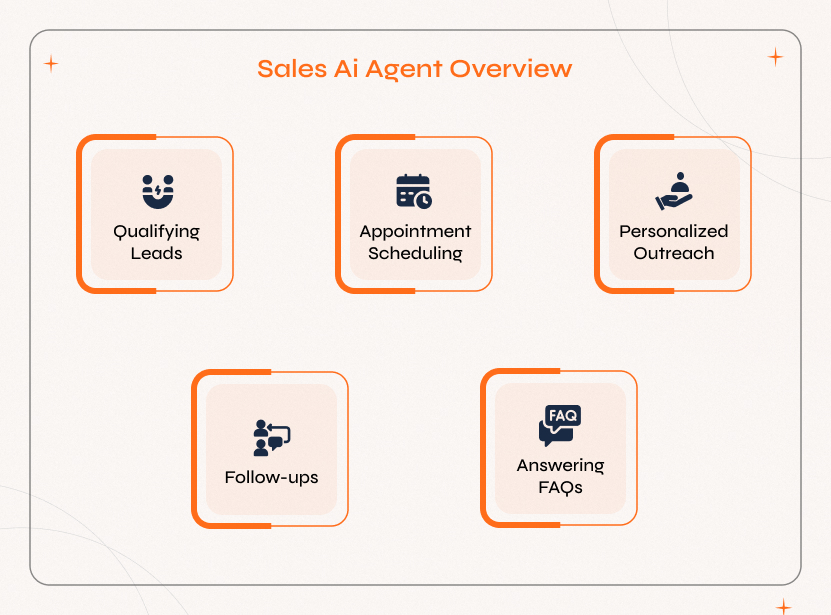 Sales Ai Agent Overview
Qualifying
Leads
Appointment
Scheduling
Personalized
Outreach
Follow-ups
FAQ
Answering
FAQs